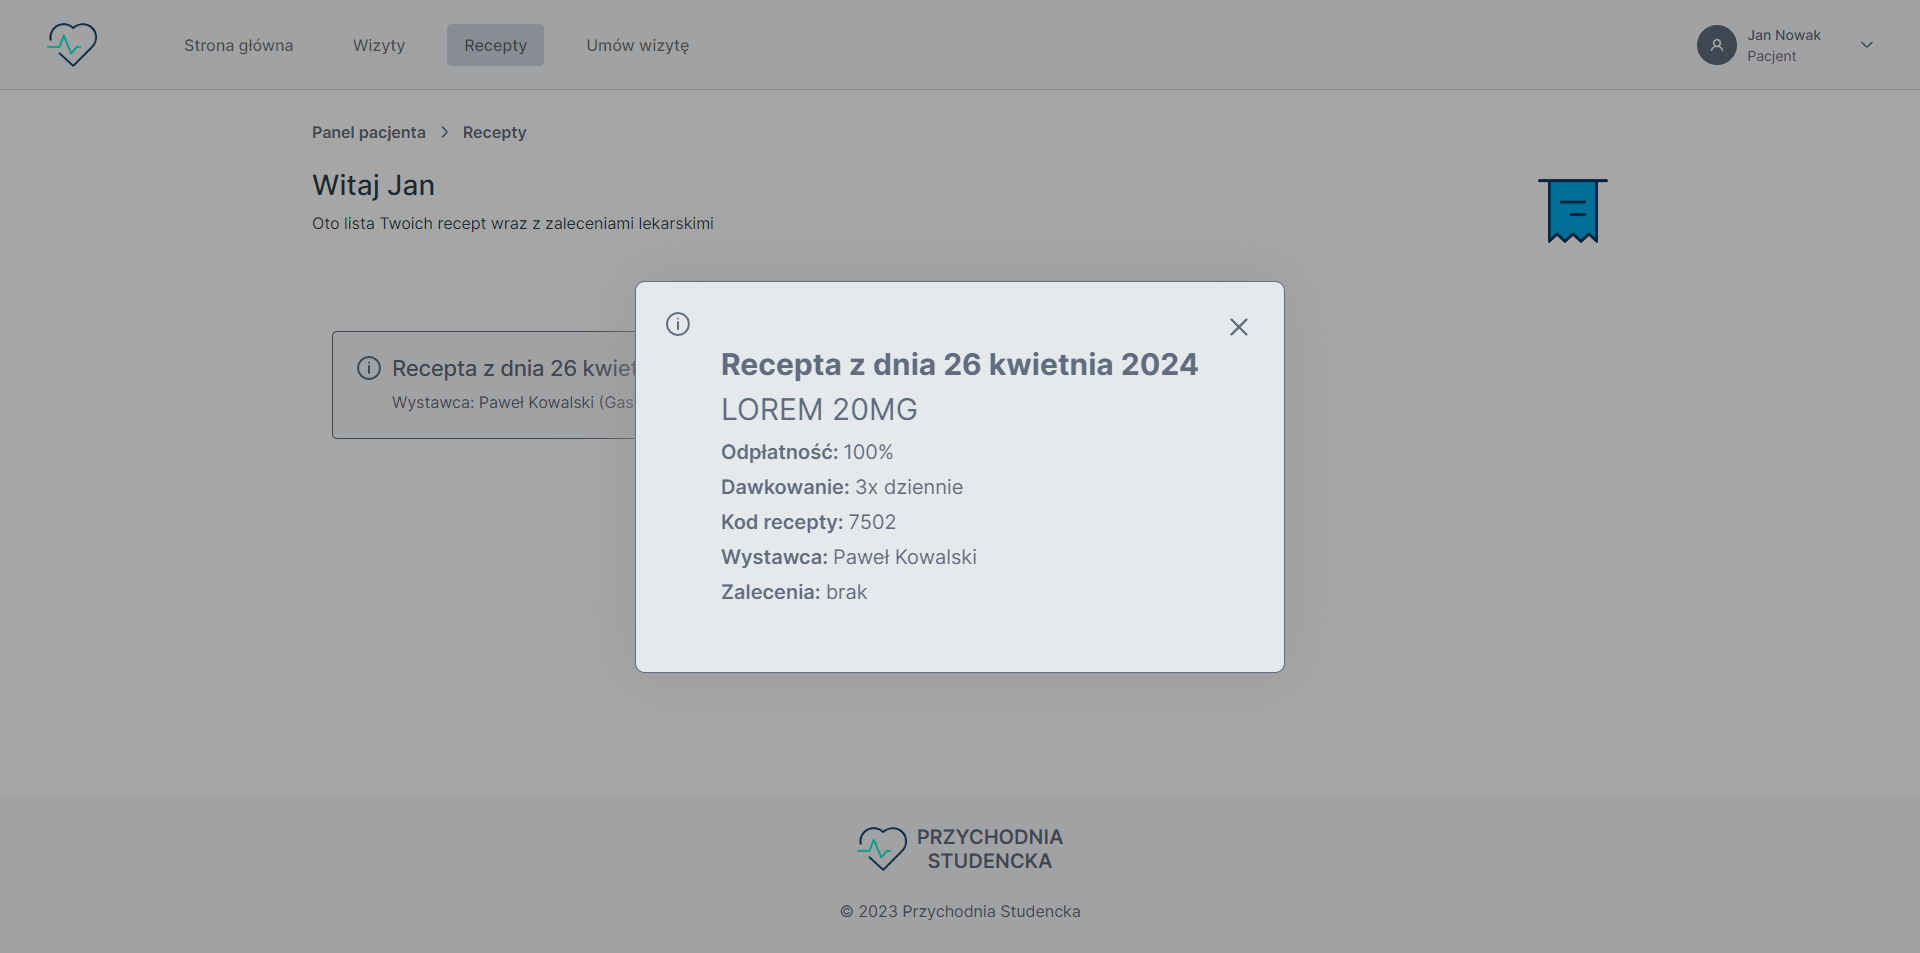 Strona główna
Wizyty
Recepty
Umów wizytę
Jan Nowak
Pacjent
Panel pacjenta
Recepty
Witaj Jan
Oto lista Twoich recept wraz z zaleceniami lekarskimi
Recepta z dnia 26 kwiet
Wystawca: Paweł Kowalski (Gas
Recepta z dnia 26 kwietnia 2024
LOREM 20MG
Odpłatność: 100%
Dawkowanie: 3x dziennie
Kod recepty: 7502
Wystawca: Paweł Kowalski
Zalecenia: brak
PRZYCHODNIA
STUDENCKA
© 2023 Przychodnia Studencka